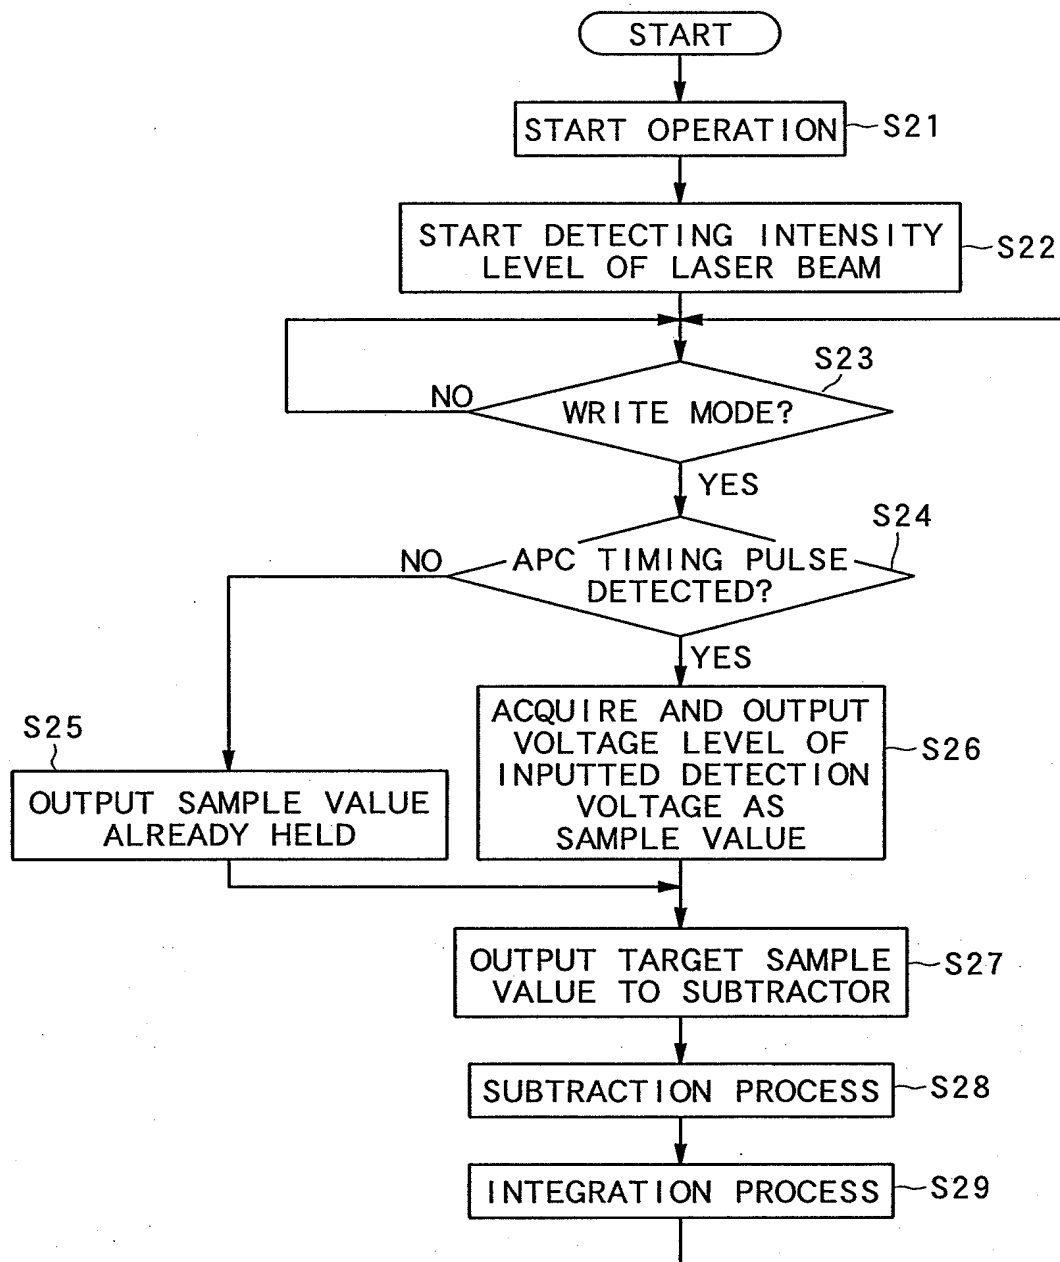 START
START OPERATION
S21
START DETECTING INTENSITY
LEVEL OF LASER BEAM
S22
S23
NO
WRITE MODE?
YES
S24
NO
APC TIMING PULSE
DETECTED?
YES
S25
OUTPUT SAMPLE VALUE
ALREADY HELD
ACQUIRE AND OUTPUT
VOLTAGE LEVEL OF
INPUTTED DETECTION
VOLTAGE AS
SAMPLE VALUE
S26
OUTPUT TARGET SAMPLE
VALUE TO SUBTRACTOR
S27
SUBTRACTION PROCESS
S28
INTEGRATION PROCESS
S29